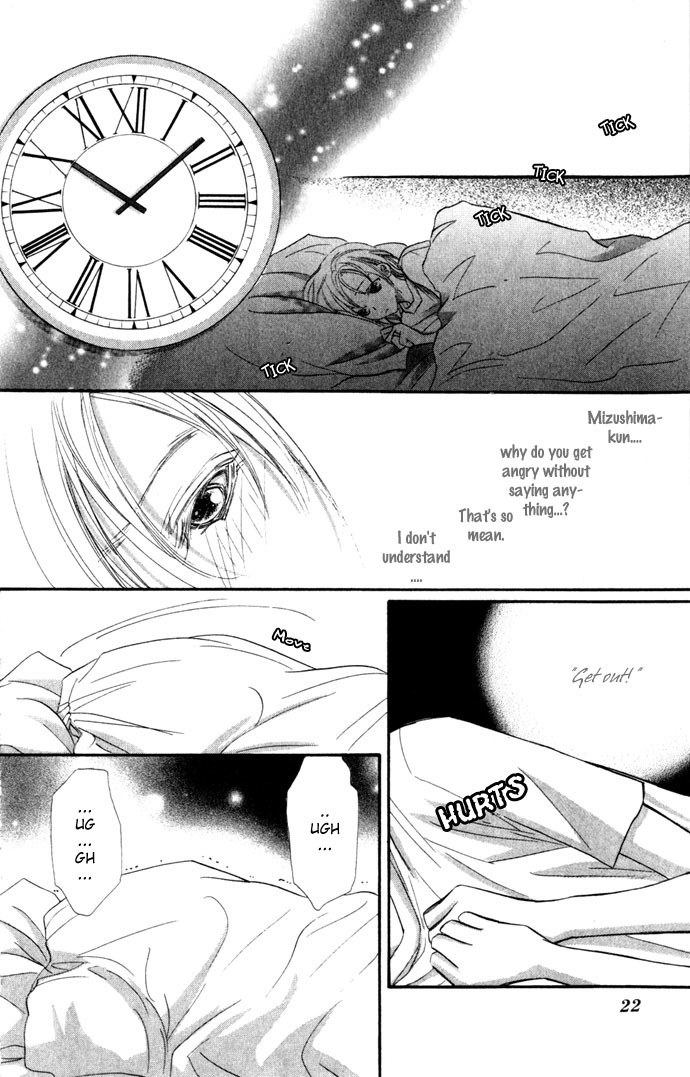 TICK
TICK
TICK
TICK
Mizushima-
kun....
why do you get
angry without
saying any-
thing...?
That's so
mean.
I don't
understand
....
"Get out!"
HURTS
Move
..
UGH
...
...
UG
...
GH
...
22